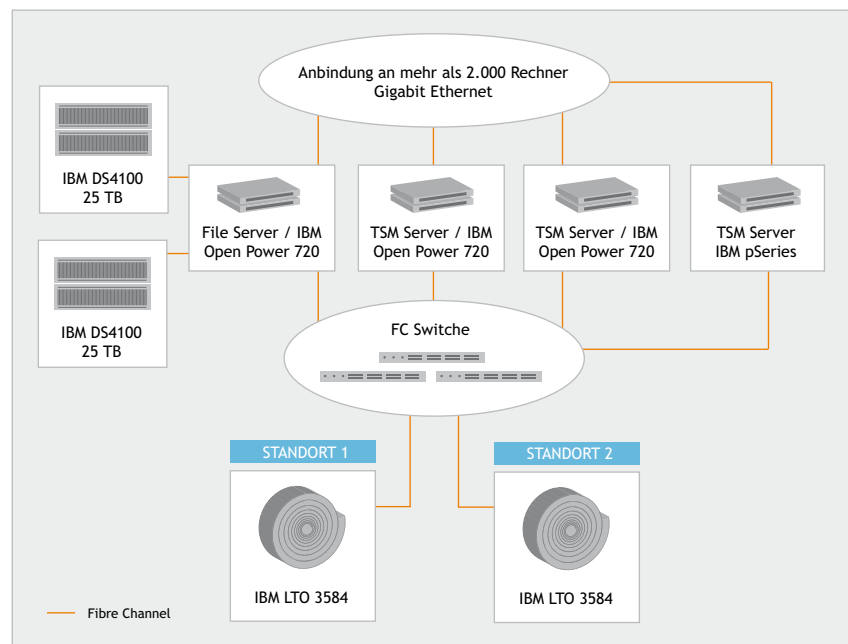 Anbindung an mehr als 2.000 Rechner
Gigabit Ethernet
IBM DS4100
25 TB
File Server / IBM
Open Power 720
TSM Server / IBM
Open Power 720
TSM Server / IBM
Open Power 720
TSM Server
IBM pSeries
IBM DS4100
25 TB
FC Switche
STANDORT 1
STANDORT 2
IBM LTO 3584
IBM LTO 3584
Fibre Channel